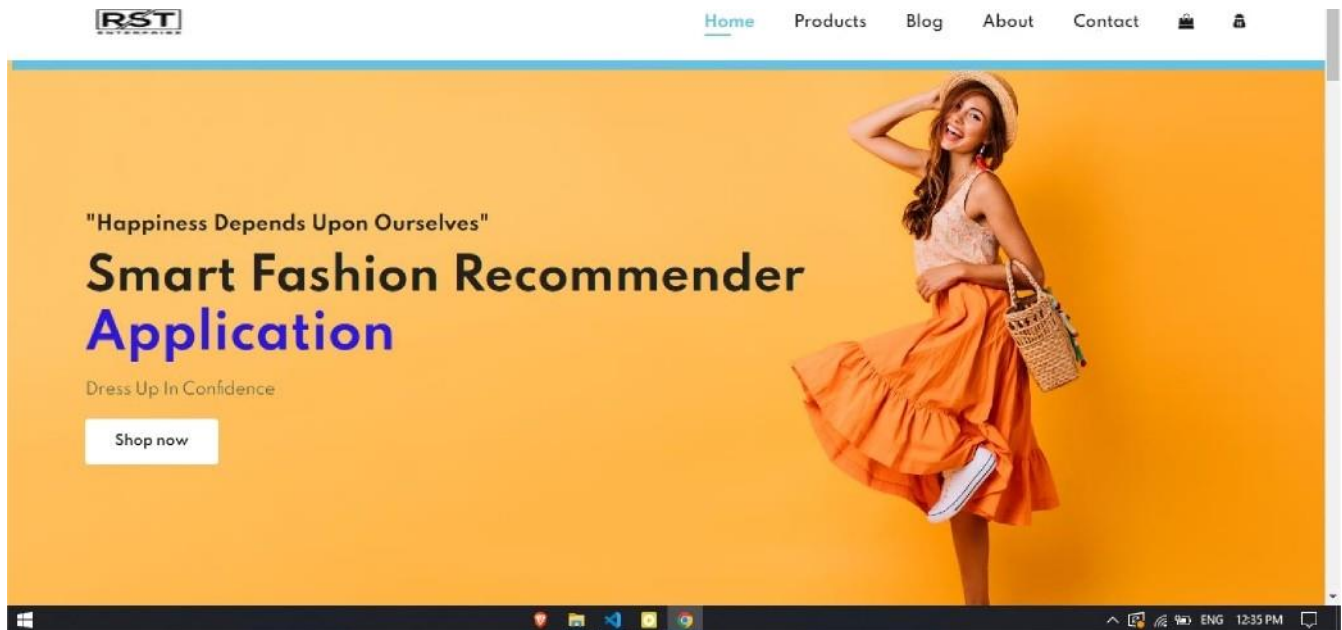 RST
ENTERPRISE
Home Products Blog About Contact
"Happiness Depends Upon Ourselves"
Smart Fashion Recommender
Application
Dress Up In Confidence
Shop now
ENG 12:35 PM